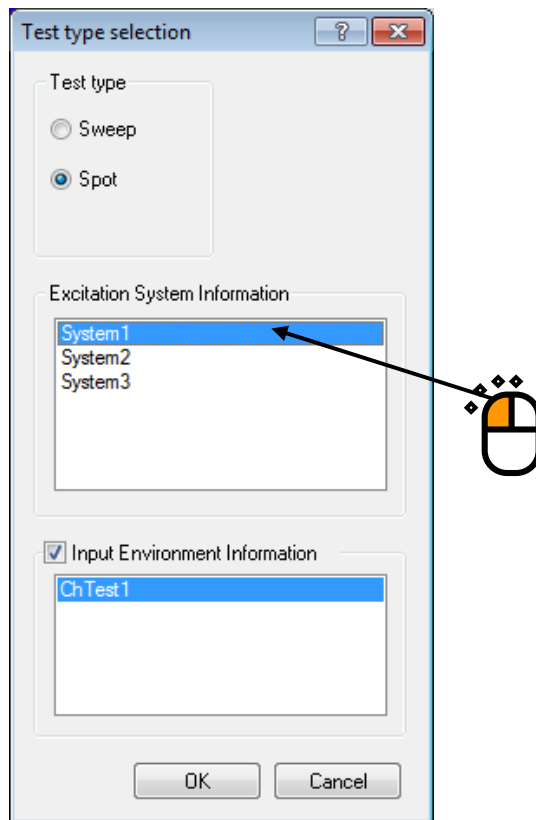 Test type selection
Test type
Sweep
Spot
Excitation System Information
System1
System2
System3
Input Environment Information
ChTest1
OK Cancel